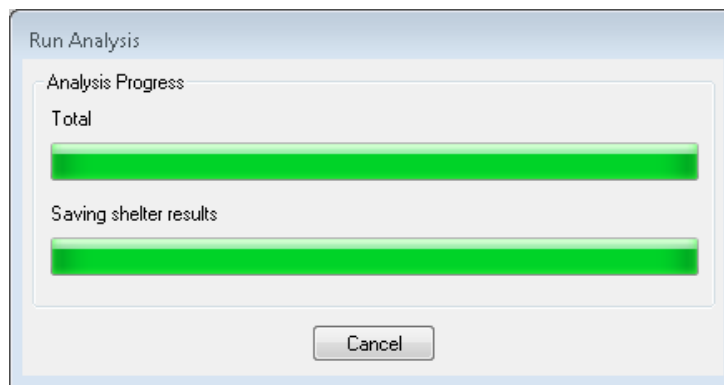 Run Analysis
Analysis Progress
Total
Saving shelter results
Cancel